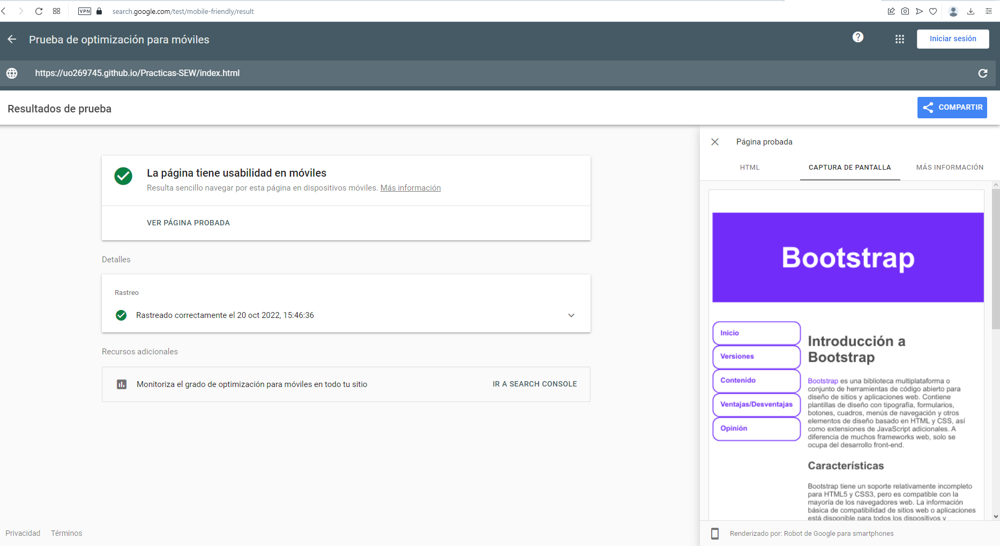 VPN
search.google.com/test/mobile-friendly/result
Prueba de optimización para móviles
?
Iniciar sesión
https://uo269745.github.io/Practicas-SEW/index.html
Resultados de prueba
COMPARTIR
La página tiene usabilidad en móviles
Resulta sencillo navegar por esta página en dispositivos móviles. Más información
VER PÁGINA PROBADA
Detalles
Rastreo
Rastreado correctamente el 20 oct 2022, 15:46:36
Recursos adicionales
Monitoriza el grado de optimización para móviles en todo tu sitio
IR A SEARCH CONSOLE
Privacidad
Términos
Página probada
HTML
CAPTURA DE PANTALLA
MÁS INFORMACIÓN
Bootstrap
Inicio
Versiones
Contenido
Ventajas/Desventajas
Opinión
Introducción a
Bootstrap
Bootstrap es una biblioteca multiplataforma o
conjunto de herramientas de código abierto para
diseño de sitios y aplicaciones web. Contiene
plantillas de diseño con tipografía, formularios,
botones, cuadros, menús de navegación y otros
elementos de diseño basado en HTML y CSS, así
como extensiones de JavaScript adicionales. A
diferencia de muchos frameworks web, solo se
ocupa del desarrollo front-end.
Características
Bootstrap tiene un soporte relativamente incompleto
para HTML5 y CSS3, pero es compatible con la
mayoría de los navegadores web. La información
básica de compatibilidad de sitios web o aplicaciones
está disponible para todos los dispositivos y
Renderizado por: Robot de Google para smartphones